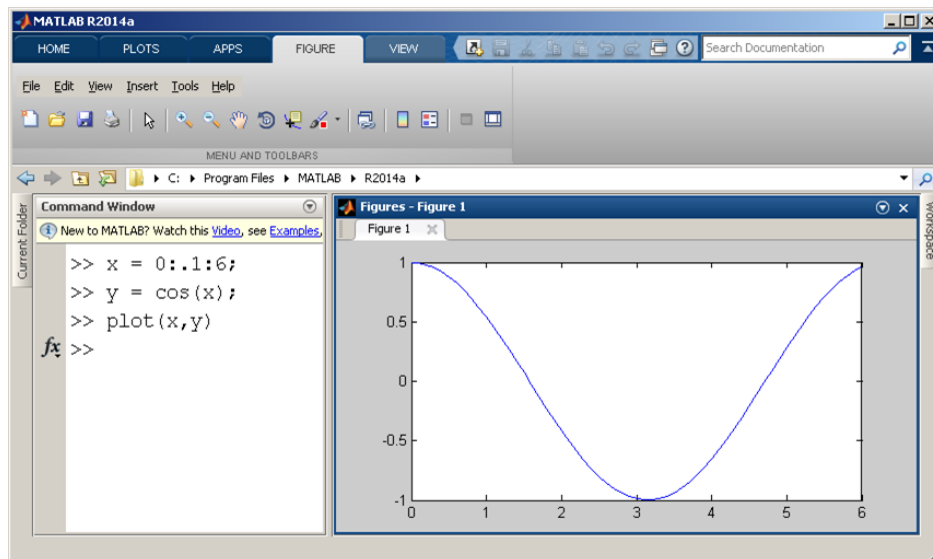 MATLAB R2014a
HOME PLOTS APPS FIGURE VIEW Search Documentation
File Edit View Insert Tools Help
MENU AND TOOLBARS
C: Program Files MATLAB R2014a
Current Folder
Command Window
New to MATLAB? Watch this Video, see Examples,
>> x = 0:.1:6;
>> y = cos(x);
>> plot(x,y)
fx >>
Figures - Figure 1
Figure 1
1
0.5
0
-0.5
-1
0 1 2 3 4 5 6
Workspace